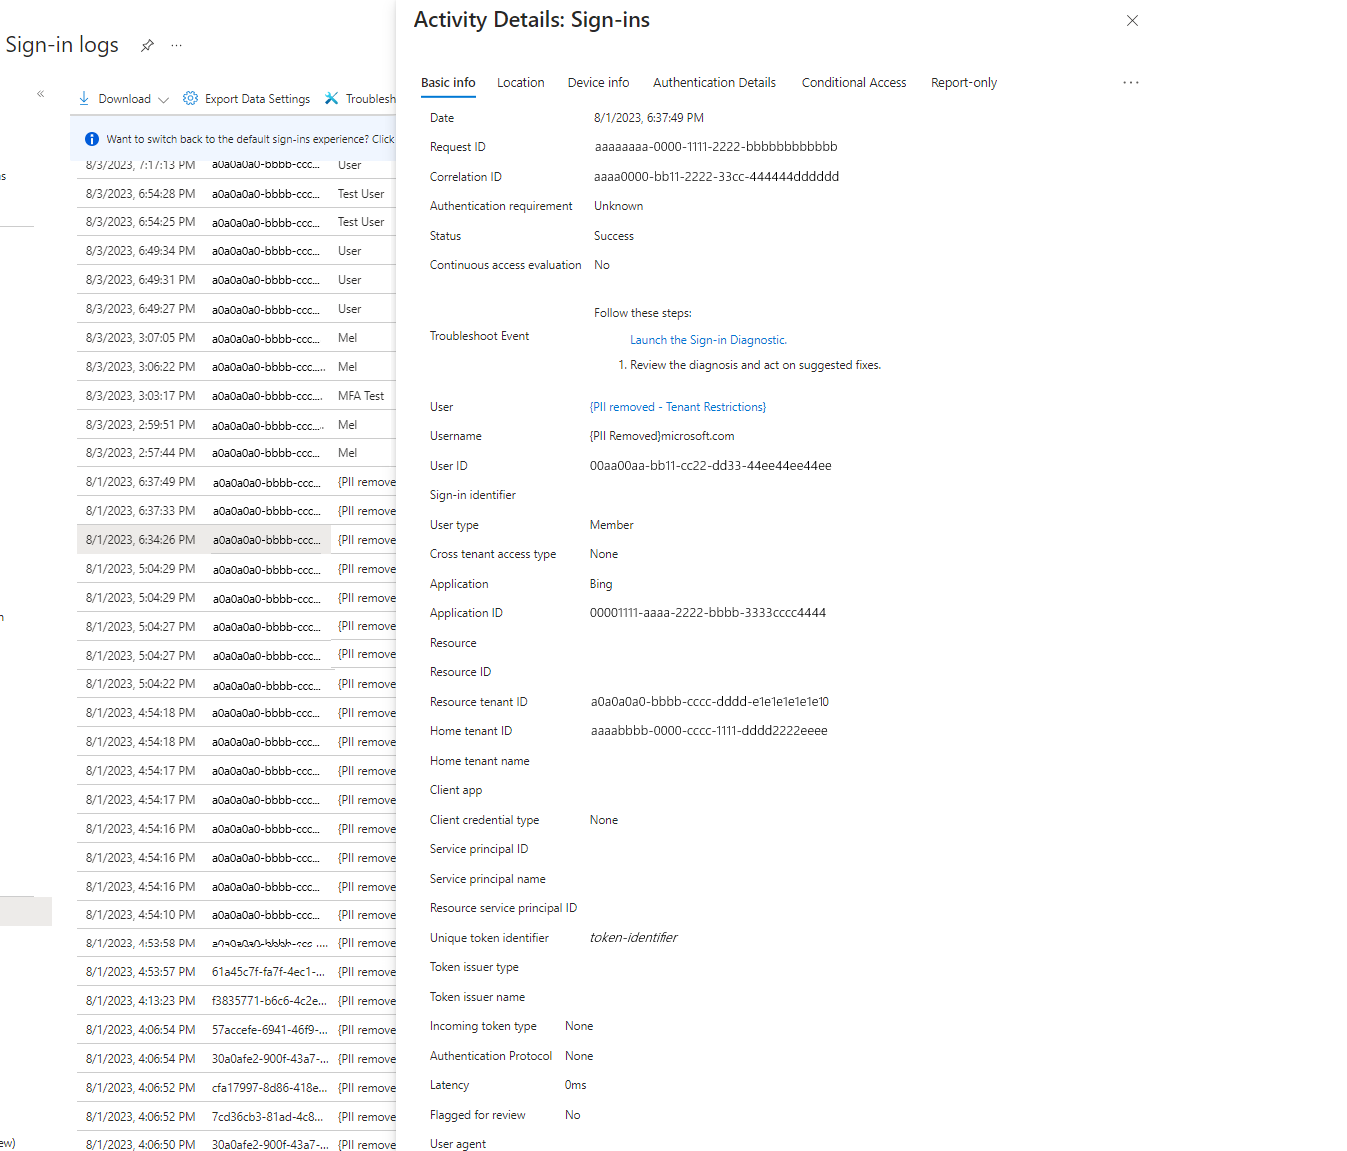 Sign-in logs
Download
Export Data Settings
Troublesh
Want to switch back to the default sign-ins experience? Click
8/3/2023, 7:17:13 PM a0a0a0a0-bbbb-ccc... User
8/3/2023, 6:54:28 PM a0a0a0a0-bbbb-ccc... Test User
8/3/2023, 6:54:25 PM a0a0a0a0-bbbb-ccc... Test User
8/3/2023, 6:49:34 PM a0a0a0a0-bbbb-ccc... User
8/3/2023, 6:49:31 PM a0a0a0a0-bbbb-ccc... User
8/3/2023, 6:49:27 PM a0a0a0a0-bbbb-ccc... User
8/3/2023, 3:07:05 PM a0a0a0a0-bbbb-ccc... Mel
8/3/2023, 3:06:22 PM a0a0a0a0-bbbb-ccc.... Mel
8/3/2023, 3:03:17 PM a0a0a0a0-bbbb-ccc... MFA Test
8/3/2023, 2:59:51 PM a0a0a0a0-bbbb-ccc... Mel
8/3/2023, 2:57:44 PM a0a0a0a0-bbbb-ccc... Mel
8/1/2023, 6:37:49 PM a0a0a0a0-bbbb-ccc... {PII remove
8/1/2023, 6:37:33 PM a0a0a0a0-bbbb-ccc... {PII remove
8/1/2023, 6:34:26 PM a0a0a0a0-bbbb-ccc... {PII remove
8/1/2023, 5:04:29 PM a0a0a0a0-bbbb-ccc... {PII remove
8/1/2023, 5:04:29 PM a0a0a0a0-bbbb-ccc... {PII remove
8/1/2023, 5:04:27 PM a0a0a0a0-bbbb-ccc... {PII remove
8/1/2023, 5:04:27 PM a0a0a0a0-bbbb-ccc... {PII remove
8/1/2023, 5:04:22 PM a0a0a0a0-bbbb-ccc... {PII remove
8/1/2023, 4:54:18 PM a0a0a0a0-bbbb-ccc... {PII remove
8/1/2023, 4:54:18 PM a0a0a0a0-bbbb-ccc... {PII remove
8/1/2023, 4:54:17 PM a0a0a0a0-bbbb-ccc... {PII remove
8/1/2023, 4:54:17 PM a0a0a0a0-bbbb-ccc... {PII remove
8/1/2023, 4:54:16 PM a0a0a0a0-bbbb-ccc... {PII remove
8/1/2023, 4:54:16 PM a0a0a0a0-bbbb-ccc... {PII remove
8/1/2023, 4:54:16 PM a0a0a0a0-bbbb-ccc... {PII remove
8/1/2023, 4:54:10 PM a0a0a0a0-bbbb-ccc... {PII remove
8/1/2023, 4:53:58 PM a0a0a0a0-bbbb-ccc .... {PII remove
8/1/2023, 4:53:57 PM 61a45c7f-fa7f-4ec1-... {PII remove
8/1/2023, 4:13:23 PM f3835771-b6c6-4c2e... {PII remove
8/1/2023, 4:06:54 PM 57accefe-6941-46f9-... {PII remove
8/1/2023, 4:06:54 PM 30a0afe2-900f-43a7-... {PII remove
8/1/2023, 4:06:52 PM cfa17997-8d86-418e... {PII remove
8/1/2023, 4:06:52 PM 7cd36cb3-81ad-4c8... {PII remove
8/1/2023, 4:06:50 PM 30a0afe2-900f-43a7-... {PII remove
ew)
Activity Details: Sign-ins
Basic info Location Device info Authentication Details Conditional Access Report-only
Date 8/1/2023, 6:37:49 PM
Request ID aaaaaaaa-0000-1111-2222-bbbbbbbbbbbb
Correlation ID aaaa0000-bb11-2222-33cc-444444dddddd
Authentication requirement Unknown
Status Success
Continuous access evaluation No
Follow these steps:
Troubleshoot Event
Launch the Sign-in Diagnostic.
1. Review the diagnosis and act on suggested fixes.
User {PII removed - Tenant Restrictions}
Username {PII Removed}microsoft.com
User ID 00aa00aa-bb11-cc22-dd33-44ee44ee44ee
Sign-in identifier
User type Member
Cross tenant access type None
Application Bing
Application ID 00001111-aaaa-2222-bbbb-3333cccc4444
Resource
Resource ID
Resource tenant ID a0a0a0a0-bbbb-cccc-dddd-e1e1e1e1e1e10
Home tenant ID aaaabbbb-0000-cccc-1111-dddd2222eeee
Home tenant name
Client app
Client credential type None
Service principal ID
Service principal name
Resource service principal ID
Unique token identifier token-identifier
Token issuer type
Token issuer name
Incoming token type None
Authentication Protocol None
Latency 0ms
Flagged for review No
User agent